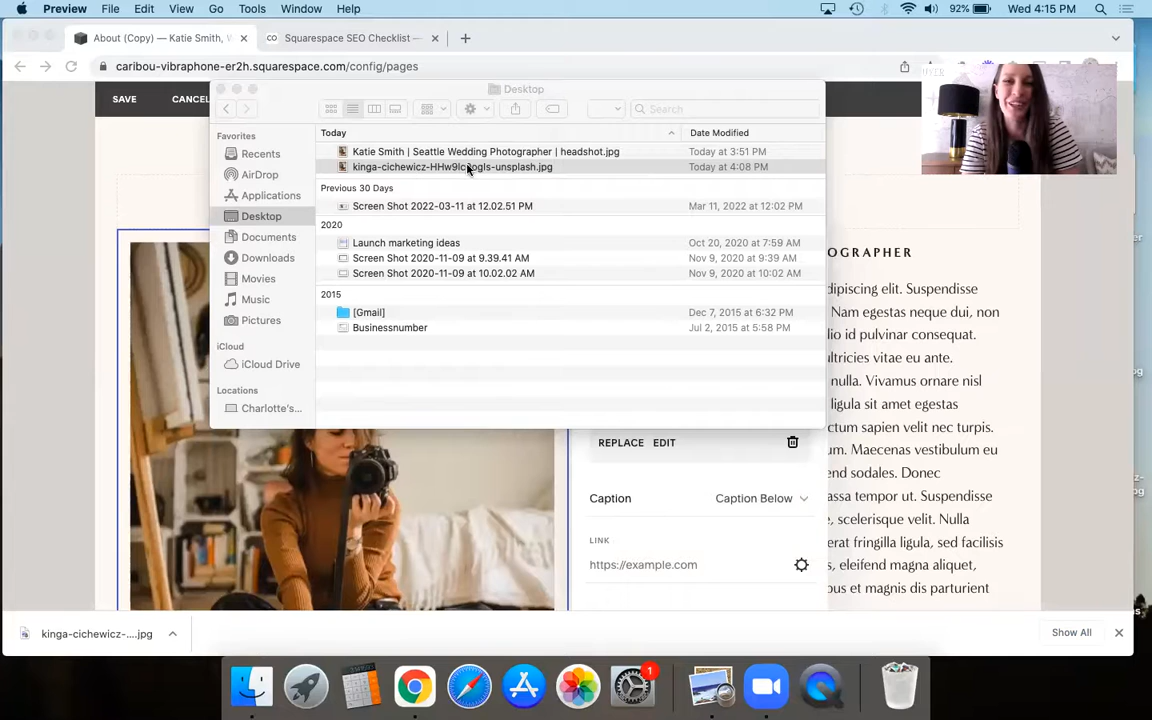 Preview File Edit View Go Tools Window Help 92% Wed 4:15 PM
About (Copy) — Katie Smith, W Squarespace SEO Checklist —
caribou-vibraphone-er2h.squarespace.com/config/pages
SAVE CANCEL
Desktop
Search
Favorites
Recents
AirDrop
Applications
Desktop
Documents
Downloads
Movies
Music
Pictures
iCloud
iCloud Drive
Locations
Charlotte's...
Today Date Modified
Katie Smith | Seattle Wedding Photographer | headshot.jpg Today at 3:51 PM
Today at 4:08 PM
Previous 30 Days
Screen Shot 2022-03-11 at 12.02.51 PM Mar 11, 2022 at 12:02 PM
2020
Launch marketing ideas Oct 20, 2020 at 7:59 AM
Screen Shot 2020-11-09 at 9.39.41 AM Nov 9, 2020 at 9:39 AM
Screen Shot 2020-11-09 at 10.02.02 AM Nov 9, 2020 at 10:02 AM
2015
[Gmail] Dec 7, 2015 at 6:32 PM
Businessnumber Jul 2, 2015 at 5:58 PM
REPLACE EDIT
Caption Caption Below
LINK
https://example.com
OGRAPHER
dipiscing elit. Suspendisse
Nam egestas neque dui, non
id pulvinar consequat.
ultricies vitae eu ante.
nulla. Vivamus ornare nisl
ligula sit amet egestas
rtucn velit nec turpis.
Maecenas vestibulum eu
end sodales. Donec
assa tempor ut. Suspendisse
, scelerisque velit. Nulla
erat fringilla ligula, sed facilisis
, eleifend magna aliquet,
us et magnis dis parturient
kinga-cichewicz-....jpg Show All
1